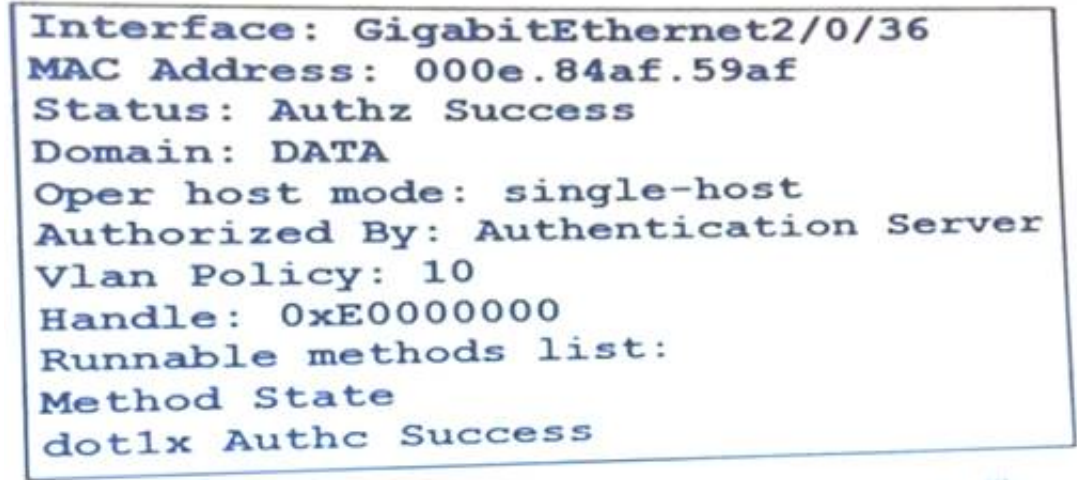 Interface: GigabitEthernet2/0/36
MAC Address: 000e.84af.59af
Status: Authz Success
Domain: DATA
Oper host mode: single-host
Authorized By: Authentication Server
Vlan Policy: 10
Handle: 0xE0000000
Runnable methods list:
Method State
dot1x Authc Success